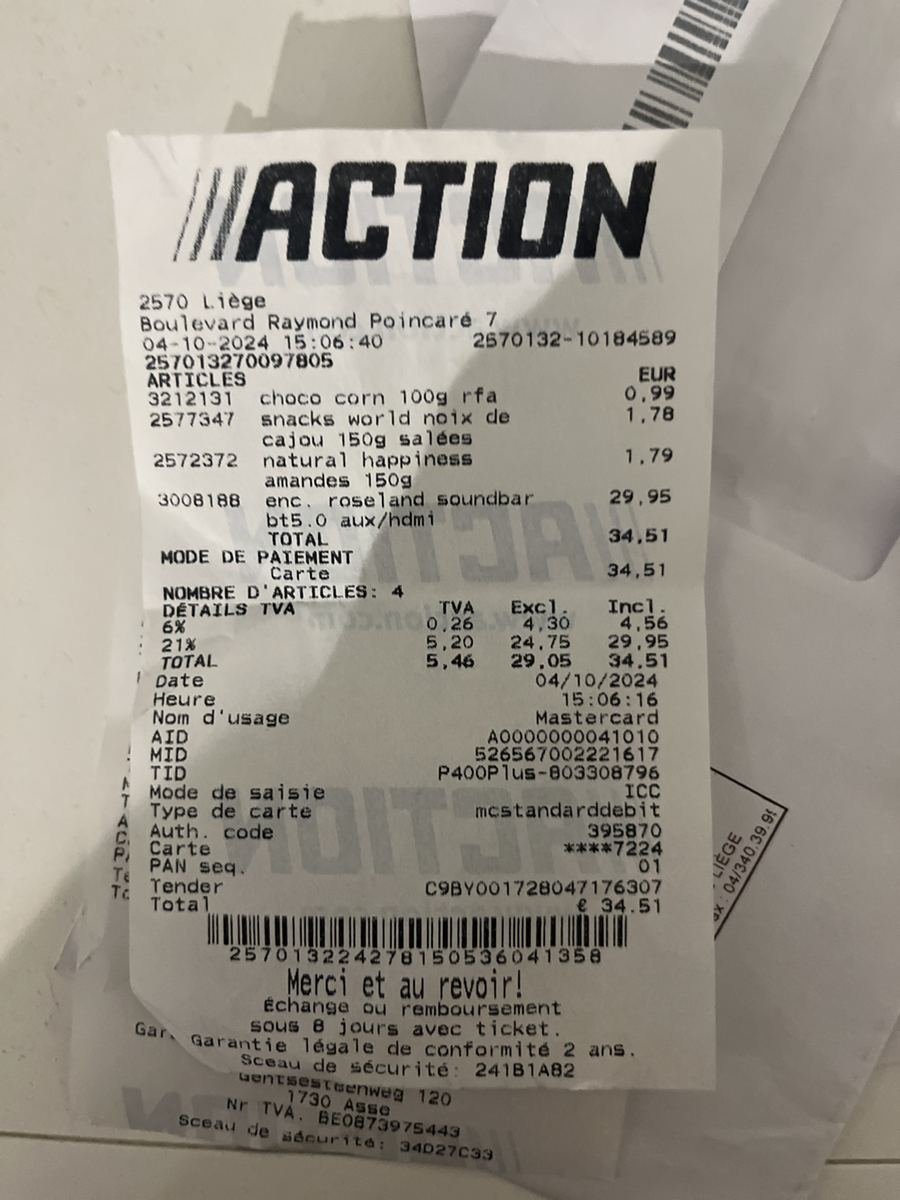 ACTION
2570 Liège
Boulevard Raymond Poincaré 7
04-10-2024 15:06:40 2570132-10184589
257013270097805
ARTICLES EUR
3212131 choco corn 100g rfa 0,99
2577347 snacks world noix de 1,78
cajou 150g salées
2572372 natural happiness 1,79
amandes 150g
3008188 enc. roseland soundbar 29,95
bt5.0 aux/hdmi
TOTAL 34,51
MODE DE PAIEMENT
Carte 34,51
NOMBRE D'ARTICLES: 4
DÉTAILS TVA TVA Excl. Incl.
6% 0,26 4,30 4,56
21% 5,20 24,75 29,95
TOTAL 5,46 29,05 34,51
Date 04/10/2024
Heure 15:06:16
Nom d'usage Mastercard
AID A0000000041010
MID 526567002221617
TID P400Plus-803308796
Mode de saisie ICC
Type de carte mcstandarddebit
Auth. code 395870
Carte ****7224
PAN seq. 01
Tender C9BY001728047176307
Total € 34.51
257013224278150536041358
Merci et au revoir!
Échange ou remboursement
sous 8 jours avec ticket.
Garantie légale de conformité 2 ans.
Sceau de sécurité: 241B1A82
Gentsesteenweg 120
1730 Asse
Nr TVA. BE0873975443
Sceau de sécurité: 34D27C33
LIÈGE
04/340.39.9